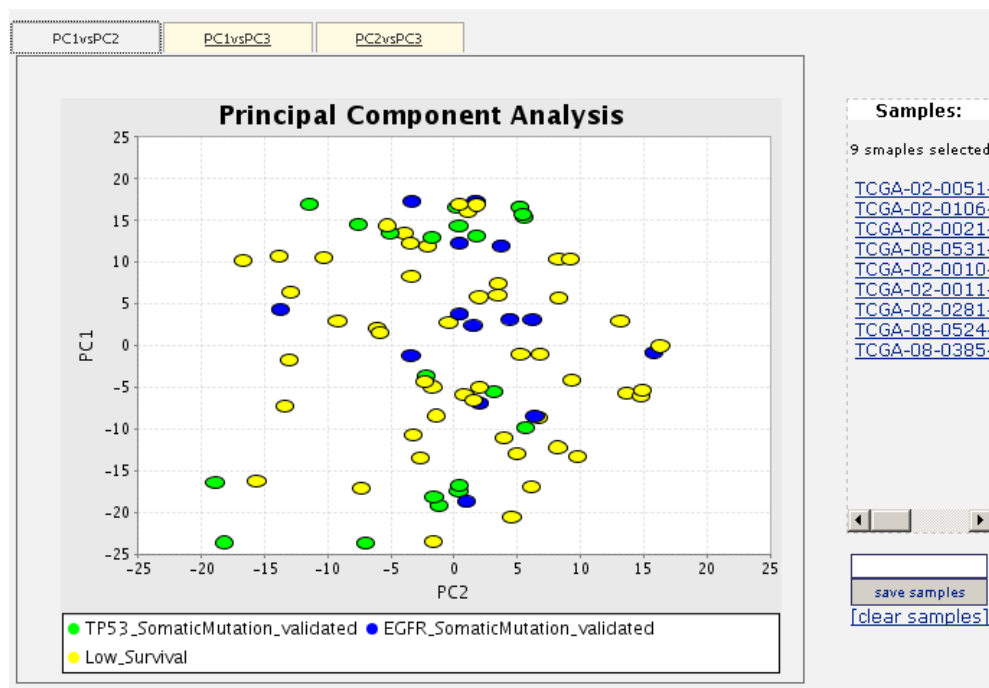 PC1vsPC2 PC1vsPC3 PC2vsPC3
Principal Component Analysis
25
20
15
10
5
0
-5
-10
-15
-20
-25
PC1
-25 -20 -15 -10 -5 0 5 10 15 20 25
PC2
TP53_SomaticMutation_validated EGFR_SomaticMutation_validated
Low_Survival
Samples:
9 smaples selected
TCGA-02-0051-
TCGA-02-0106-
TCGA-02-0021-
TCGA-08-0531-
TCGA-02-0010-
TCGA-02-0011-
TCGA-02-0281-
TCGA-08-0524-
TCGA-08-0385-
save samples
[clear samples]